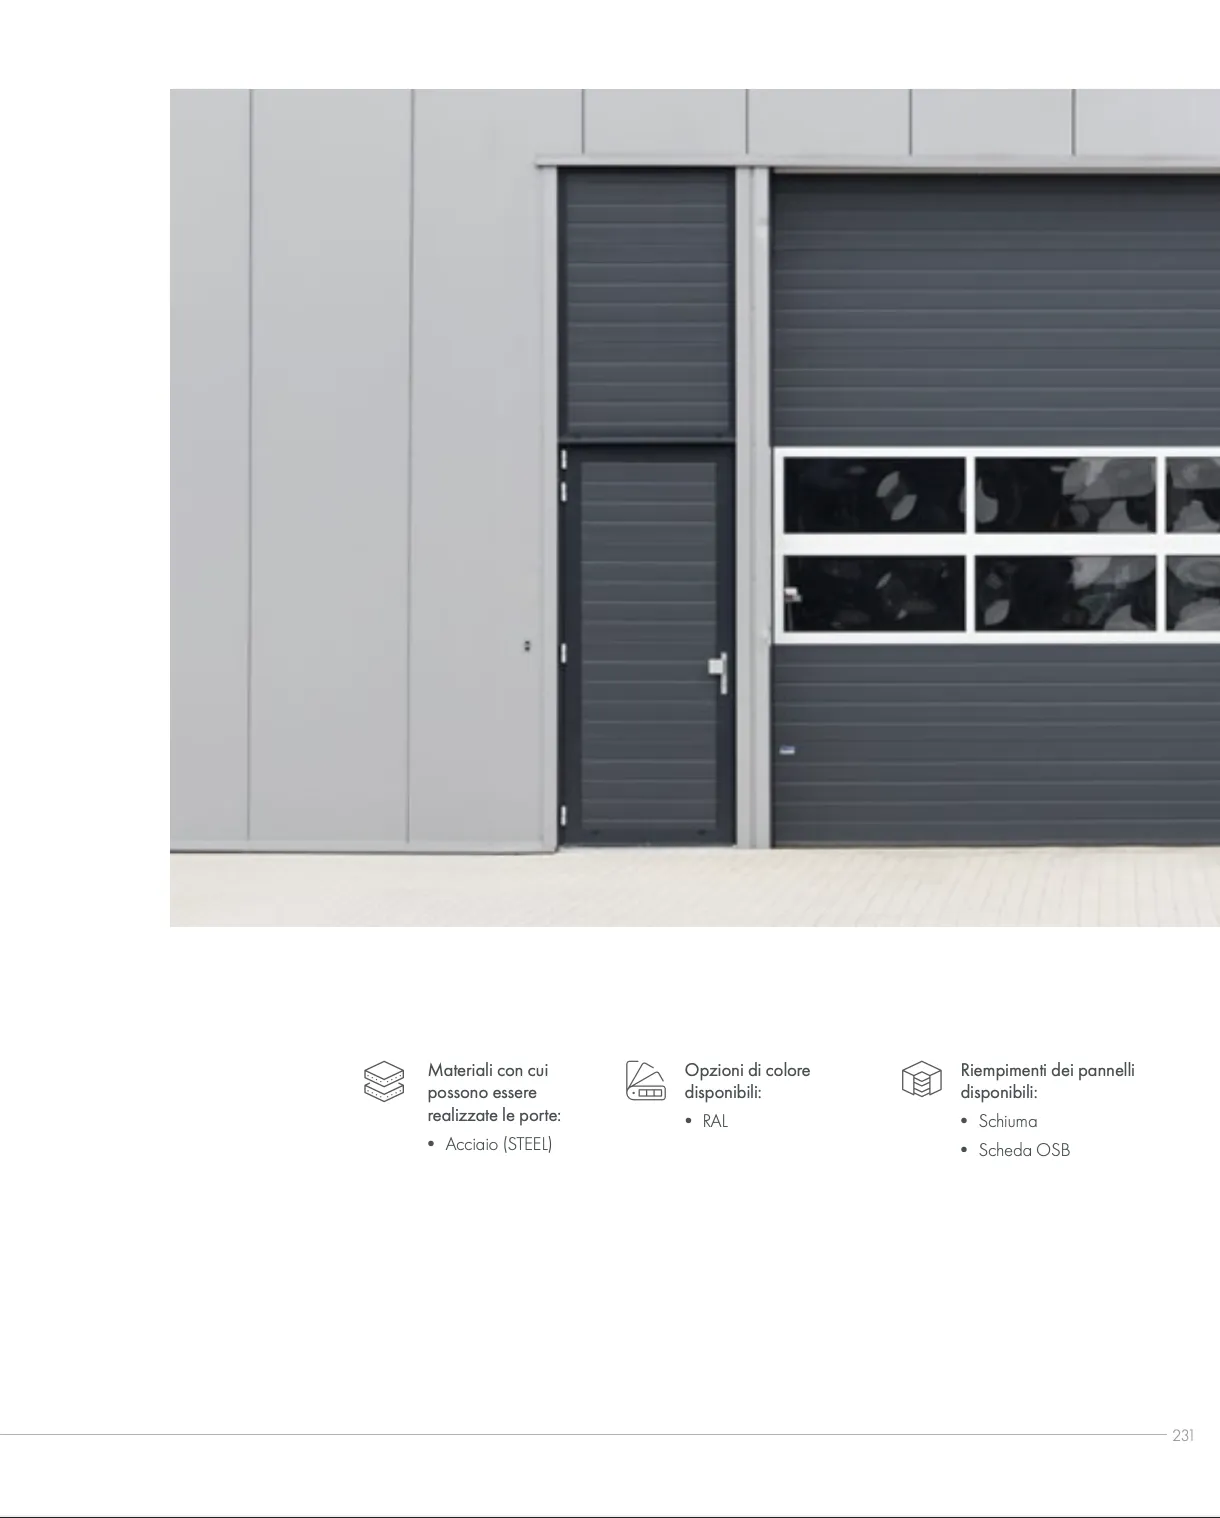 Materiali con cui
possono essere
realizzate le porte:
• Acciaio (STEEL)
Opzioni di colore
disponibili:
• RAL
Riempimenti dei pannelli
disponibili:
• Schiuma
• Scheda OSB
231